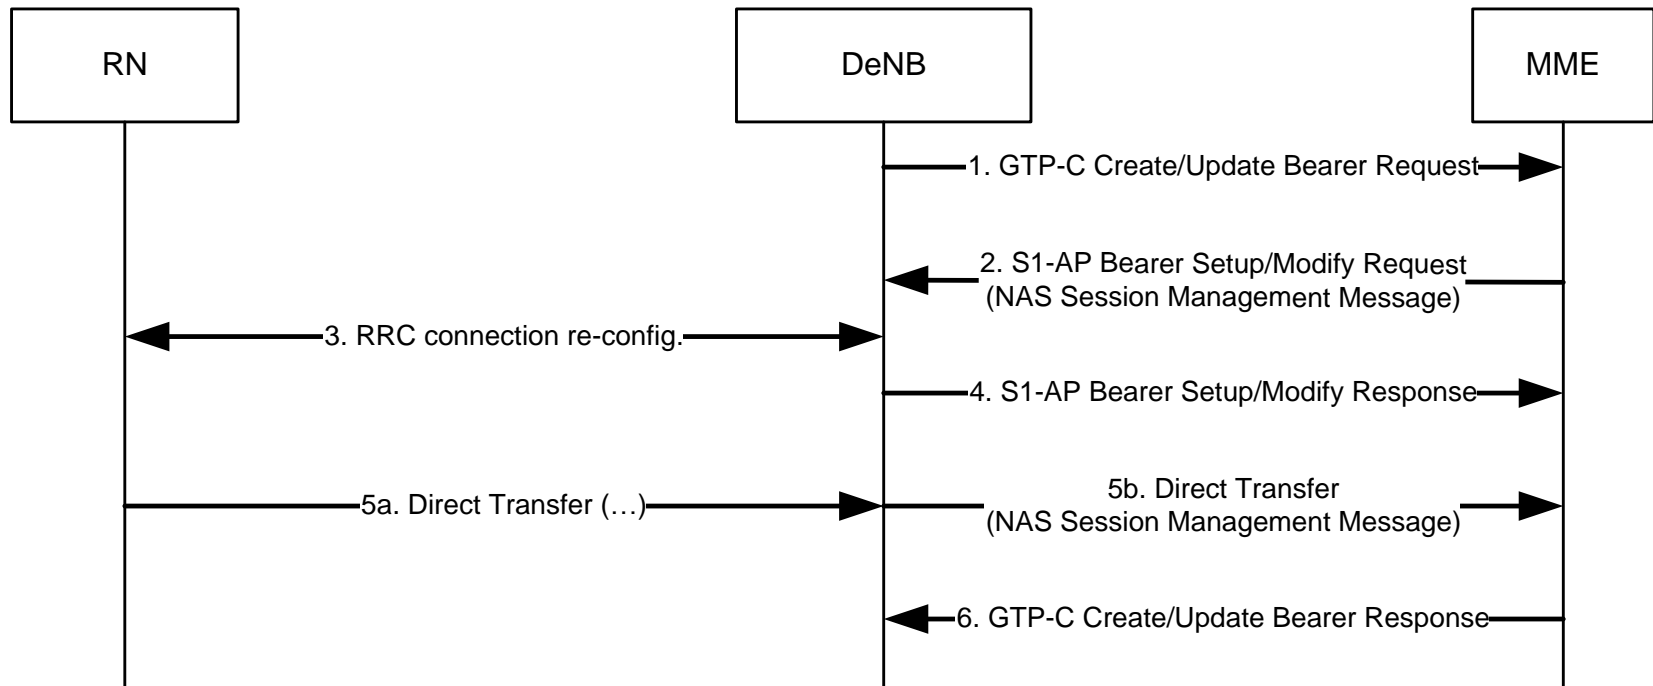 RN
DeNB
MME
1. GTP-C Create/Update Bearer Request
2. S1-AP Bearer Setup/Modify Request
(NAS Session Management Message)
3. RRC connection re-config.
4. S1-AP Bearer Setup/Modify Response
5a. Direct Transfer (…)
5b. Direct Transfer
(NAS Session Management Message)
6. GTP-C Create/Update Bearer Response